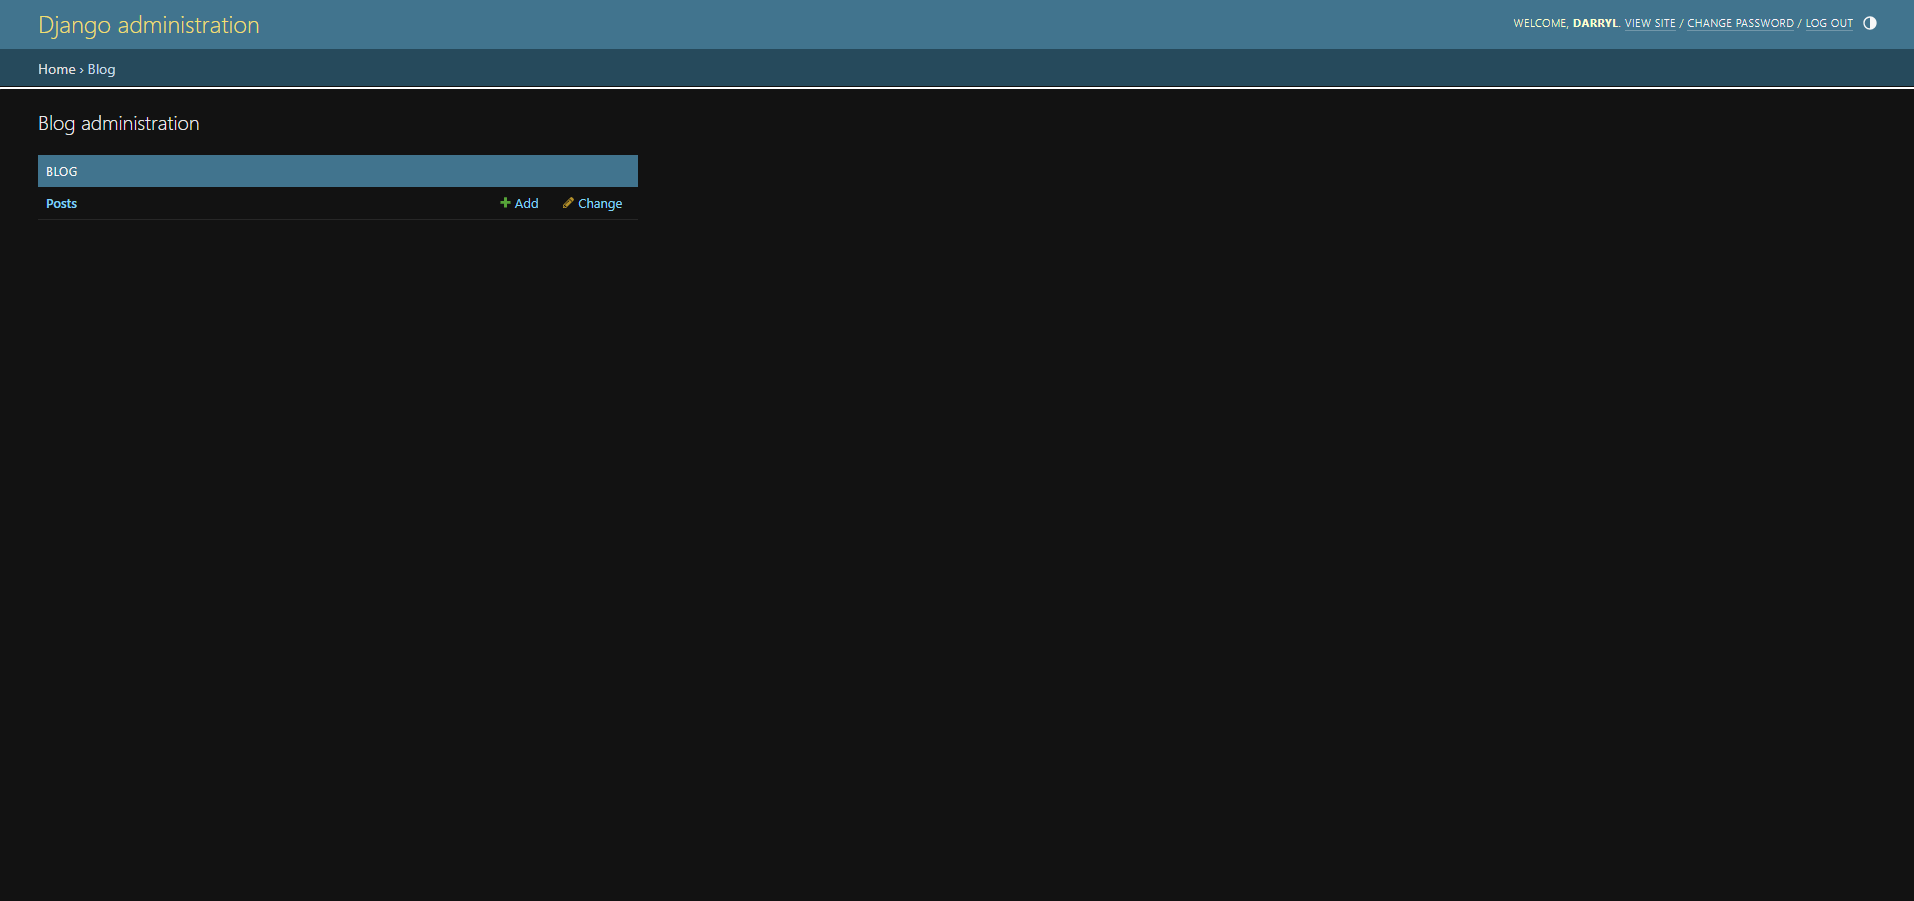 Django administration
WELCOME, DARRYL. VIEW SITE / CHANGE PASSWORD / LOG OUT
Home › Blog
Blog administration
BLOG
Posts Add Change